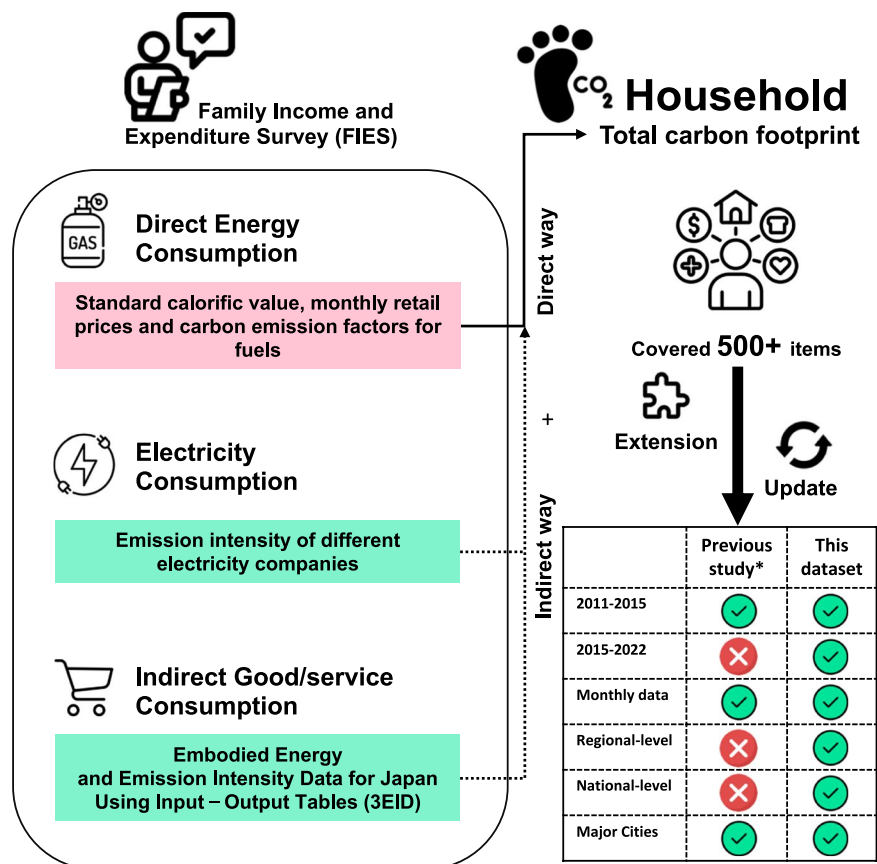 Family Income and
Expenditure Survey (FIES)
CO2
Household
Total carbon footprint
GAS
Direct Energy
Consumption
Standard calorific value, monthly retail
prices and carbon emission factors for
fuels
Electricity
Consumption
Emission intensity of different
electricity companies
Indirect Good/service
Consumption
Embodied Energy
and Emission Intensity Data for Japan
Using Input – Output Tables (3EID)
Direct way
+
Indirect way
$
Covered 500+ items
Extension
Update
Previous study* This dataset
2011-2015
2015-2022
Monthly data
Regional-level
National-level
Major Cities